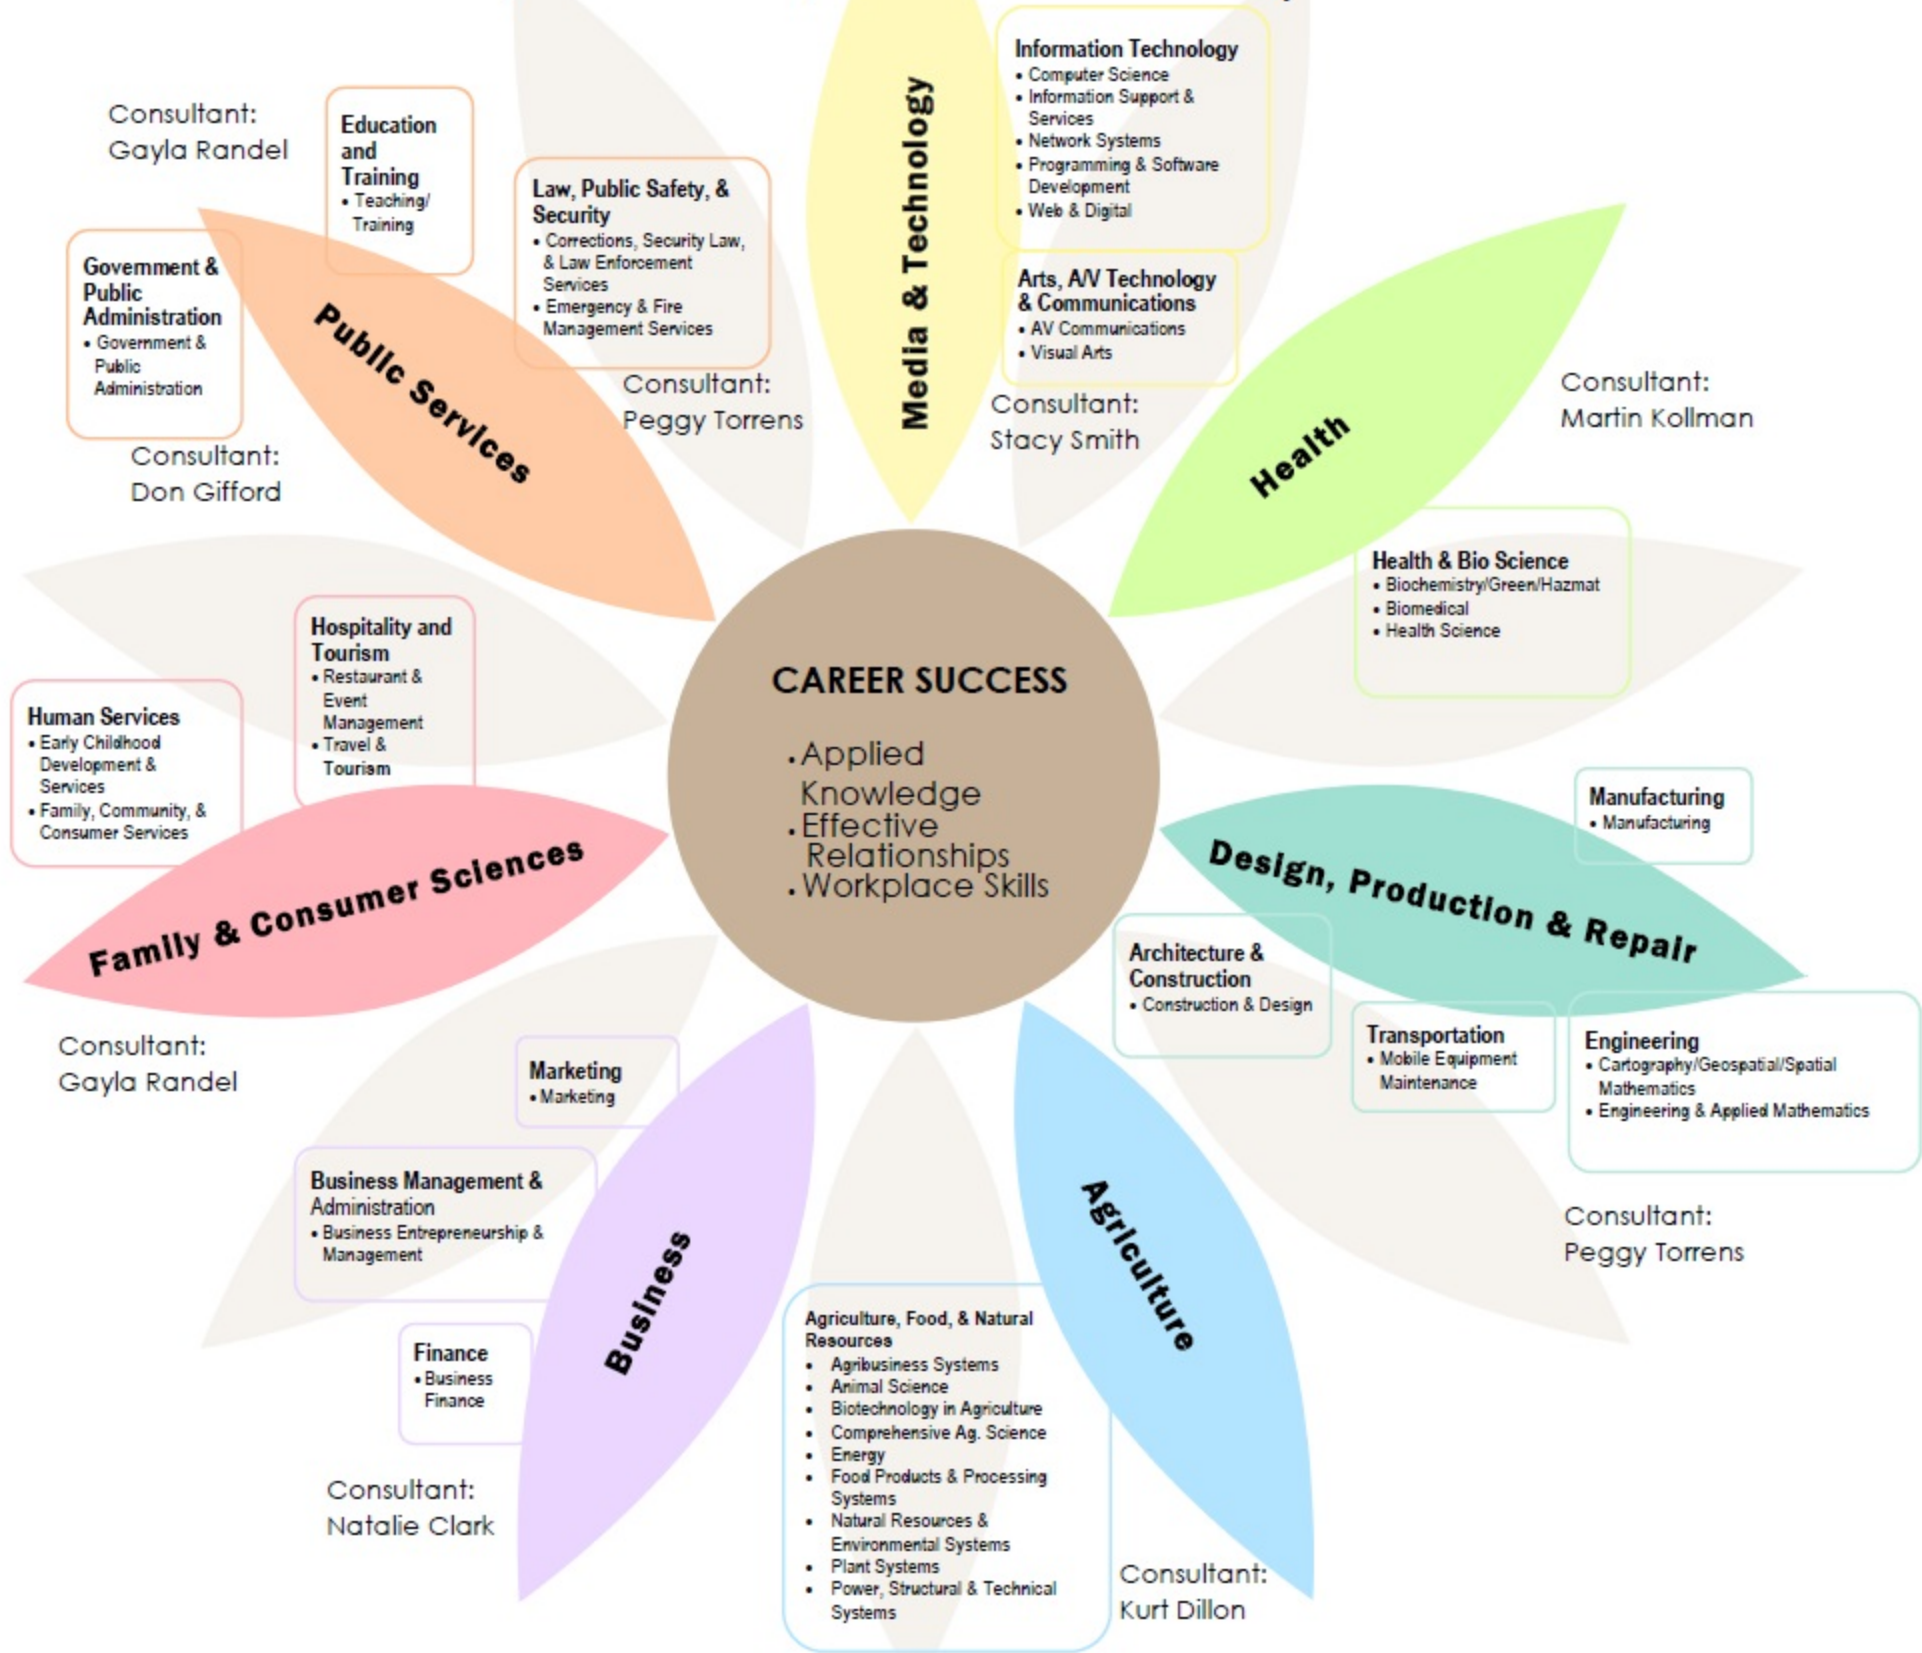 Information Technology
• Computer Science
• Information Support &
Services
• Network Systems
• Programming & Software
Development
• Web & Digital
Arts, A/V Technology
& Communications
• AV Communications
• Visual Arts
Consultant:
Stacy Smith
Media & Technology
Consultant:
Gayla Randel
Education
and
Training
• Teaching/
Training
Law, Public Safety, &
Security
• Corrections, Security Law,
& Law Enforcement
Services
• Emergency & Fire
Management Services
Consultant:
Peggy Torrens
Government &
Public
Administration
• Government &
Public
Administration
Consultant:
Don Gifford
Public Services
Health
Consultant:
Martin Kollman
Health & Bio Science
• Biochemistry/Green/Hazmat
• Biomedical
• Health Science
Hospitality and
Tourism
• Restaurant &
Event
Management
• Travel &
Tourism
Human Services
• Early Childhood
Development &
Services
• Family, Community, &
Consumer Services
Family & Consumer Sciences
Consultant:
Gayla Randel
CAREER SUCCESS
• Applied
Knowledge
• Effective
Relationships
• Workplace Skills
Manufacturing
• Manufacturing
Design, Production & Repair
Architecture &
Construction
• Construction & Design
Transportation
• Mobile Equipment
Maintenance
Engineering
• Cartography/Geospatial/Spatial
Mathematics
• Engineering & Applied Mathematics
Consultant:
Peggy Torrens
Marketing
• Marketing
Business Management &
Administration
• Business Entrepreneurship &
Management
Finance
• Business
Finance
Business
Consultant:
Natalie Clark
Agriculture
Agriculture, Food, & Natural
Resources
• Agribusiness Systems
• Animal Science
• Biotechnology in Agriculture
• Comprehensive Ag. Science
• Energy
• Food Products & Processing
Systems
• Natural Resources &
Environmental Systems
• Plant Systems
• Power, Structural & Technical
Systems
Consultant:
Kurt Dillon